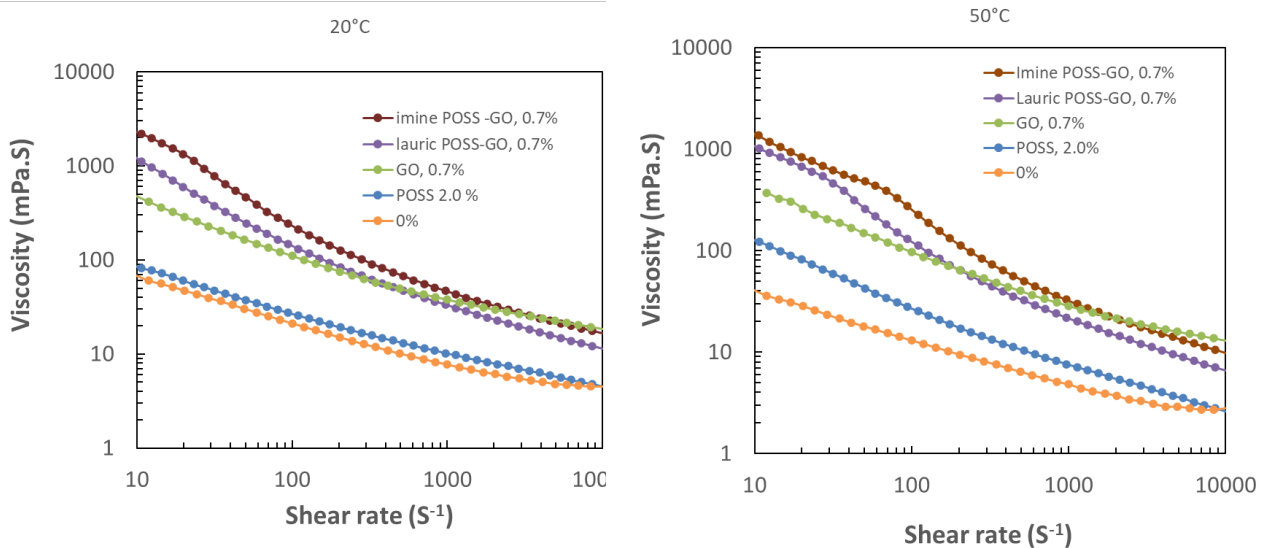 20°C
10000
1000
100
10
1
Viscosity (mPa.S)
imine POSS -GO, 0.7%
lauric POSS-GO, 0.7%
GO, 0.7%
POSS 2.0 %
0%
10
100
1000
1000
Shear rate (S-1)
50°C
10000
1000
100
10
1
Viscosity (mPa.S)
Imine POSS-GO, 0.7%
Lauric POSS-GO, 0.7%
GO, 0.7%
POSS, 2.0%
0%
10
100
1000
10000
Shear rate (S-1)